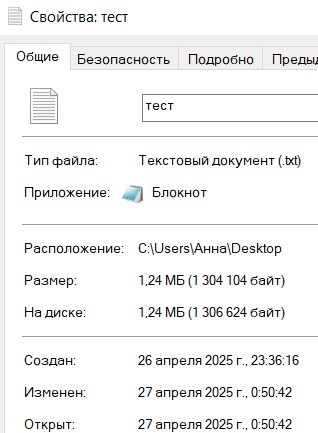 Свойства: тест
Общие Безопасность Подробно Преды
тест
Тип файла: Текстовый документ (.txt)
Приложение: Блокнот
Расположение: C:\Users\Анна\Desktop
Размер: 1,24 МБ (1 304 104 байт)
На диске: 1,24 МБ (1 306 624 байт)
Создан: 26 апреля 2025 г., 23:36:16
Изменен: 27 апреля 2025 г., 0:50:42
Открыт: 27 апреля 2025 г., 0:50:42